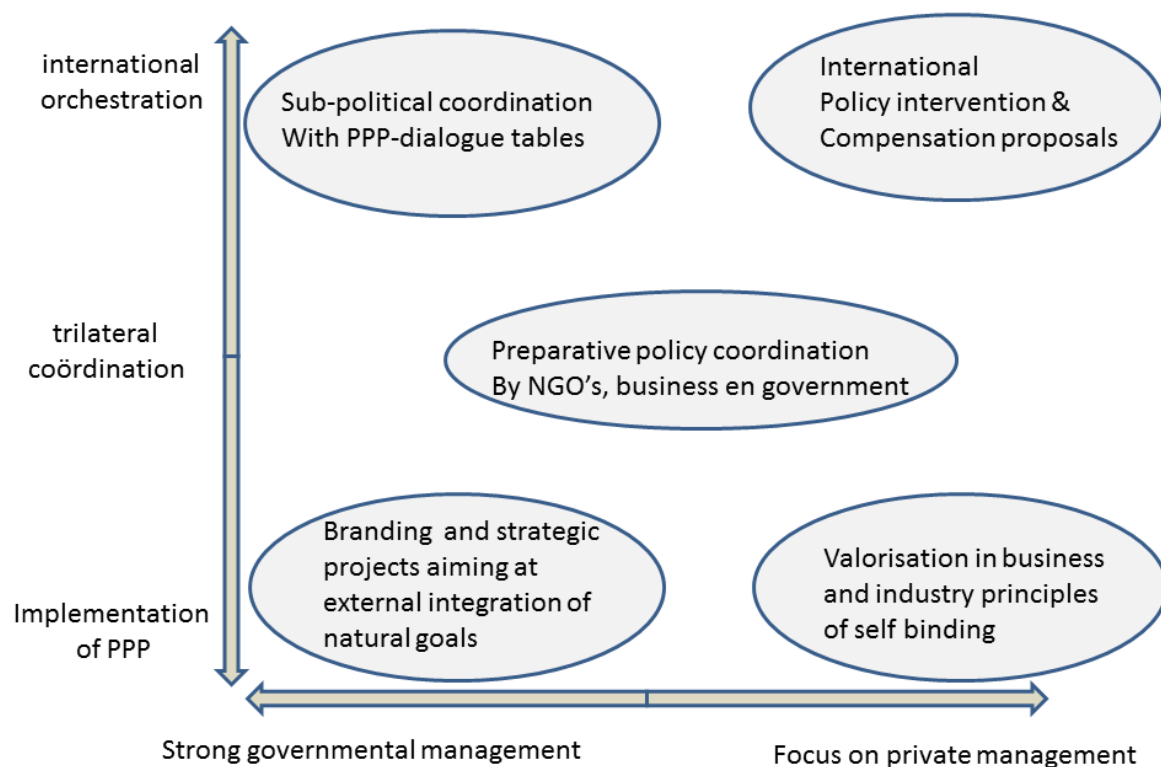 international
orchestration
Sub-political coordination
With PPP-dialogue tables
International
Policy intervention &
Compensation proposals
trilateral
coördination
Preparative policy coordination
By NGO's, business en government
Implementation
of PPP
Branding and strategic
projects aiming at
external integration of
natural goals
Valorisation in business
and industry principles
of self binding
Strong governmental management
Focus on private management